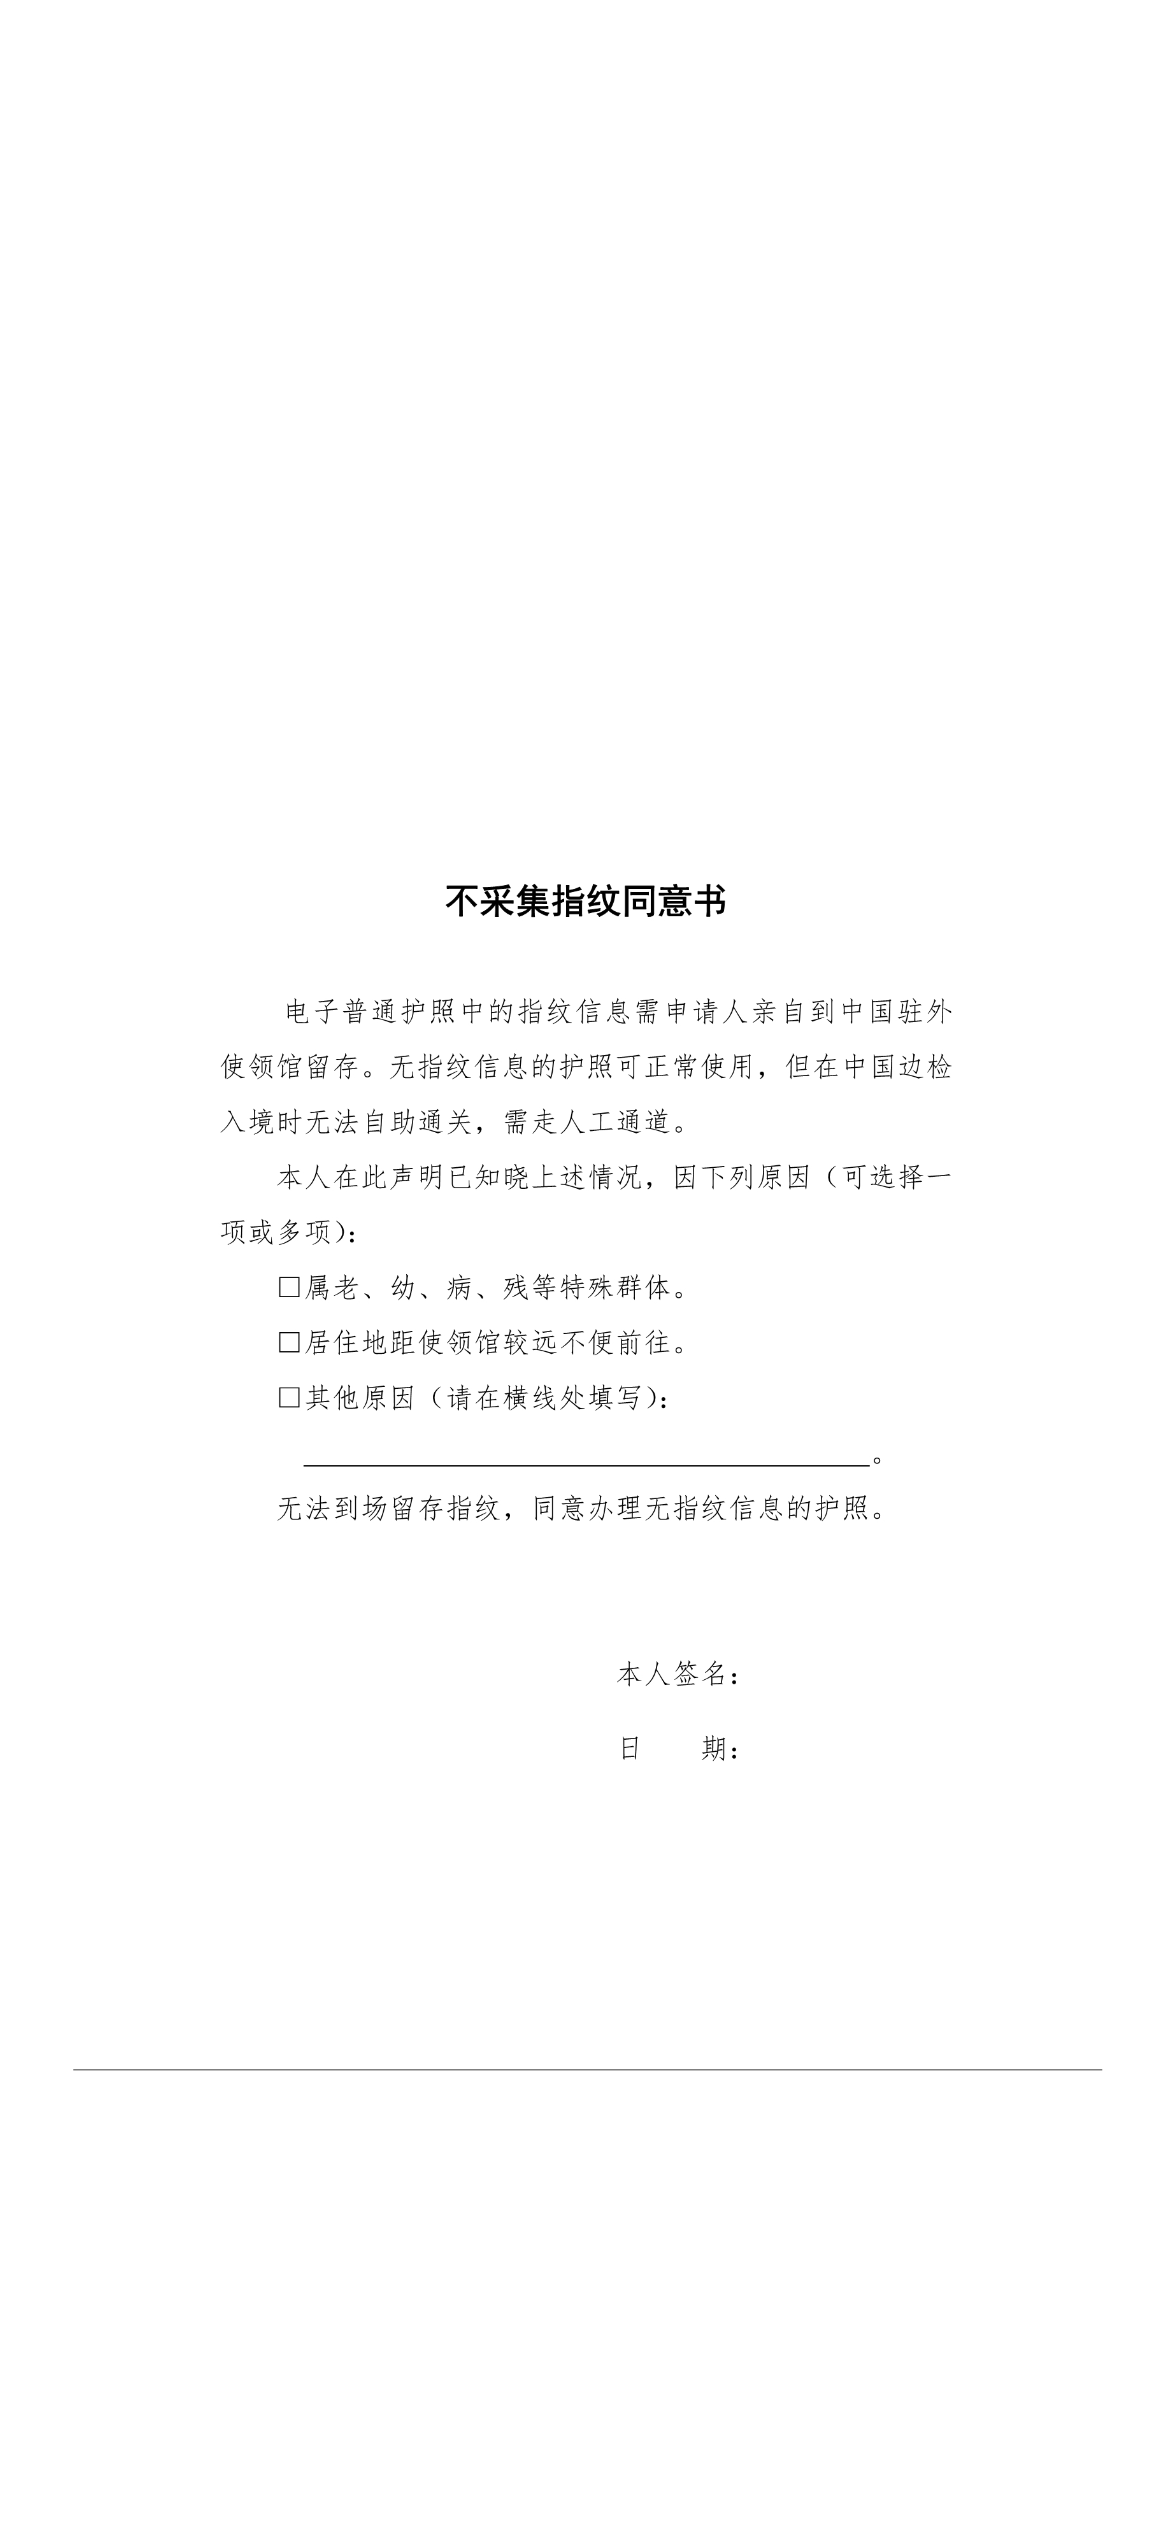 不采集指纹同意书
电子普通护照中的指纹信息需申请人亲自到中国驻外
使领馆留存。无指纹信息的护照可正常使用，但在中国边检
入境时无法自助通关，需走人工通道。
本人在此声明已知晓上述情况，因下列原因（可选择一
项或多项）：
□属老、幼、病、残等特殊群体。
□居住地距使领馆较远不便前往。
□其他原因（请在横线处填写）：
。
无法到场留存指纹，同意办理无指纹信息的护照。
本人签名：
日　　期：